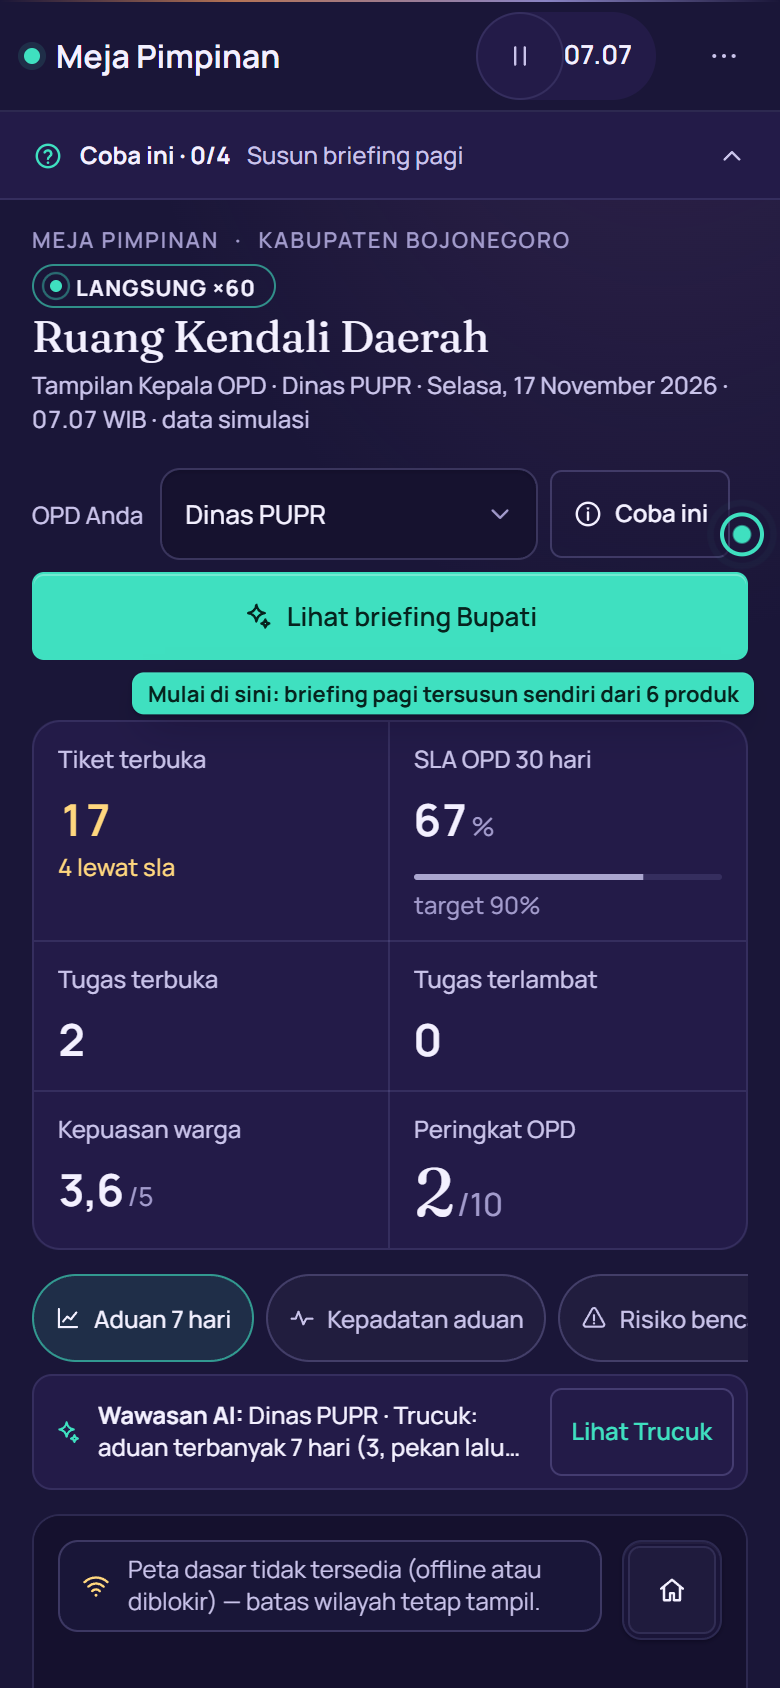 Meja Pimpinan
07.07
Coba ini · 0/4 Susun briefing pagi
MEJA PIMPINAN · KABUPATEN BOJONEGORO
LANGSUNG ×60
Ruang Kendali Daerah
Tampilan Kepala OPD · Dinas PUPR · Selasa, 17 November 2026 ·
07.07 WIB · data simulasi
OPD Anda
Dinas PUPR
Coba ini
Lihat briefing Bupati
Mulai di sini: briefing pagi tersusun sendiri dari 6 produk
Tiket terbuka
17
4 lewat sla
SLA OPD 30 hari
67 %
target 90%
Tugas terbuka
2
Tugas terlambat
0
Kepuasan warga
3,6 /5
Peringkat OPD
2 /10
Aduan 7 hari
Kepadatan aduan
Risiko benc
Wawasan AI: Dinas PUPR · Trucuk:
aduan terbanyak 7 hari (3, pekan lalu...
Lihat Trucuk
Peta dasar tidak tersedia (offline atau
diblokir) — batas wilayah tetap tampil.